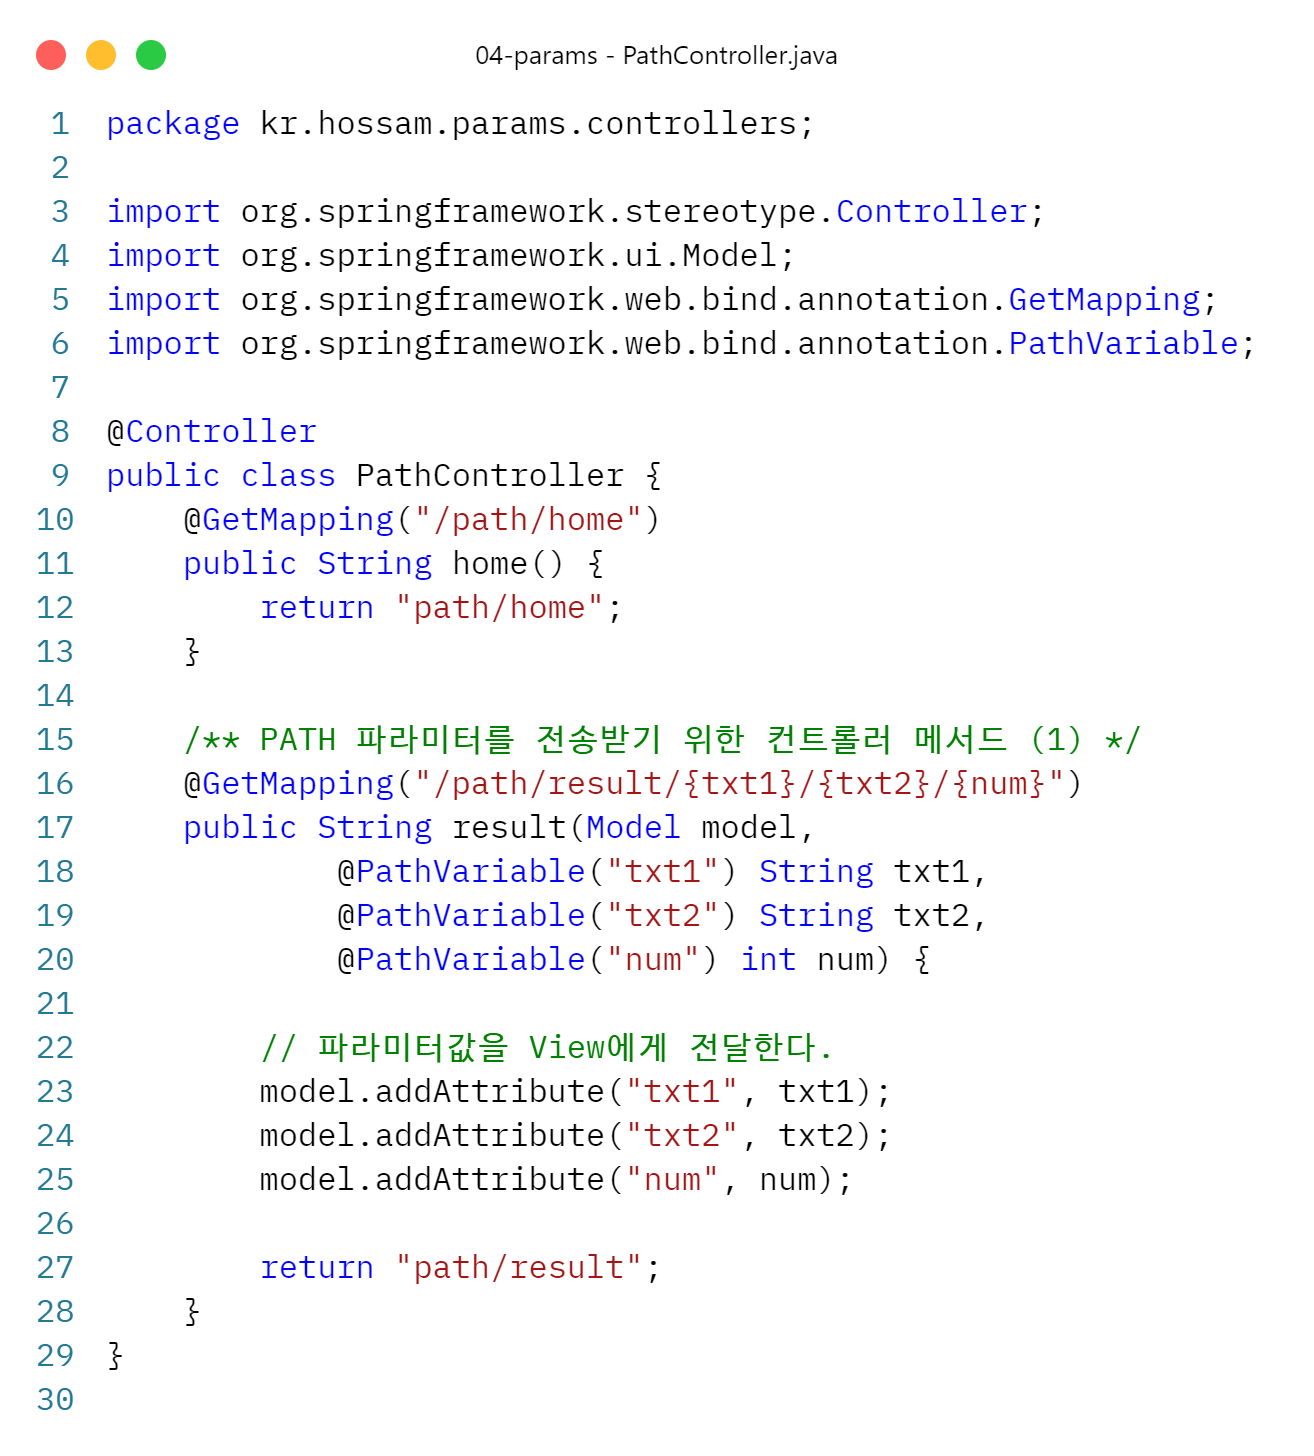 04-params - PathController.java
1 package kr.hossam.params.controllers;
2
3 import org.springframework.stereotype.Controller;
4 import org.springframework.ui.Model;
5 import org.springframework.web.bind.annotation.GetMapping;
6 import org.springframework.web.bind.annotation.PathVariable;
7
8 @Controller
9 public class PathController {
10     @GetMapping("/path/home")
11     public String home() {
12         return "path/home";
13     }
14
15     /** PATH 파라미터를 전송받기 위한 컨트롤러 메서드 (1) */
16     @GetMapping("/path/result/{txt1}/{txt2}/{num}")
17     public String result(Model model,
18             @PathVariable("txt1") String txt1,
19             @PathVariable("txt2") String txt2,
20             @PathVariable("num") int num) {
21
22         // 파라미터값을 View에게 전달한다.
23         model.addAttribute("txt1", txt1);
24         model.addAttribute("txt2", txt2);
25         model.addAttribute("num", num);
26
27         return "path/result";
28     }
29 }
30